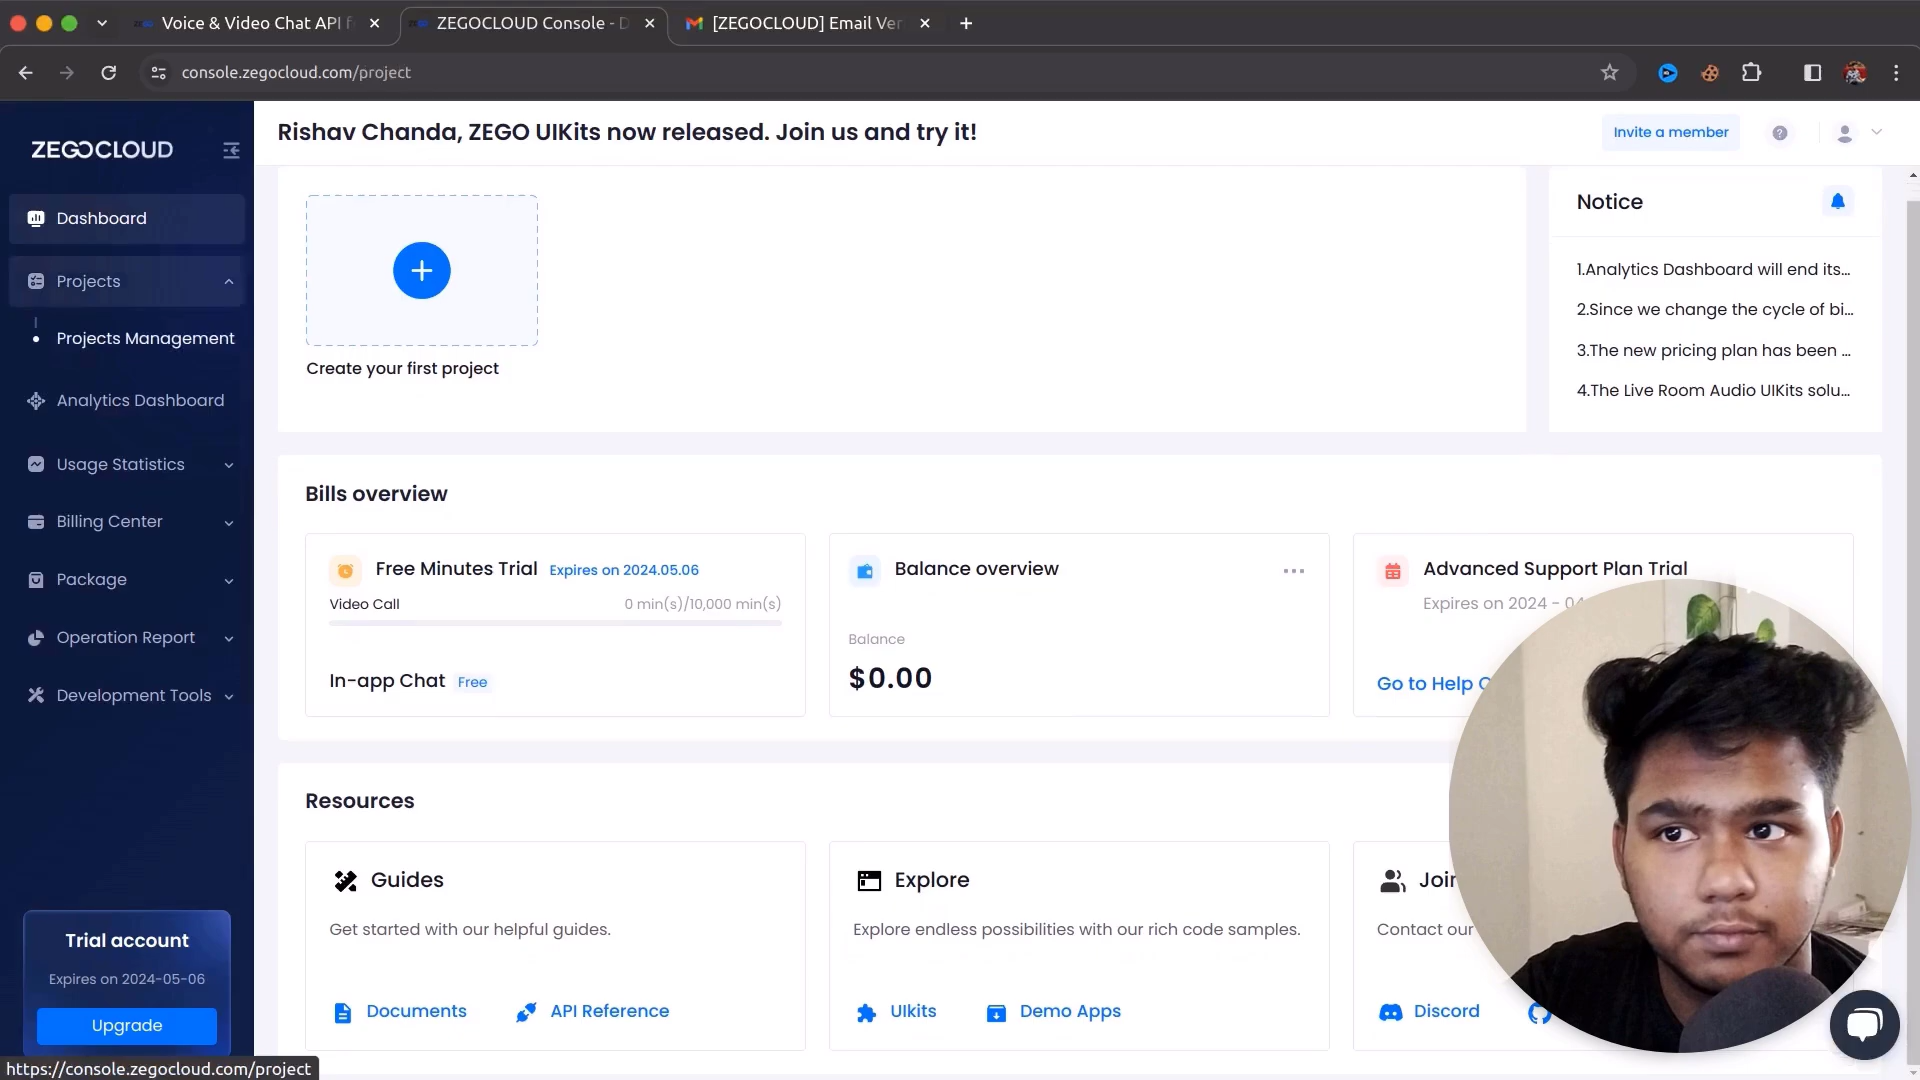 Voice & Video Chat API f
ZEGOCLOUD Console - D
[ZEGOCLOUD] Email Ver
console.zegocloud.com/project
ZEGOCLOUD
Rishav Chanda, ZEGO UIKits now released. Join us and try it!
Invite a member
Dashboard
Projects
Projects Management
Analytics Dashboard
Usage Statistics
Billing Center
Package
Operation Report
Development Tools
Trial account
Expires on 2024-05-06
Upgrade
Create your first project
Notice
1.Analytics Dashboard will end its...
2.Since we change the cycle of bi...
3.The new pricing plan has been ...
4.The Live Room Audio UIKits solu...
Bills overview
Free Minutes Trial Expires on 2024.05.06
Video Call 0 min(s)/10,000 min(s)
In-app Chat Free
Balance overview
Balance
$0.00
Advanced Support Plan Trial
Expires on 2024 - 04
Go to Help C
Resources
Guides
Get started with our helpful guides.
Documents API Reference
Explore
Explore endless possibilities with our rich code samples.
UIkits Demo Apps
Join
Contact our
Discord
https://console.zegocloud.com/project